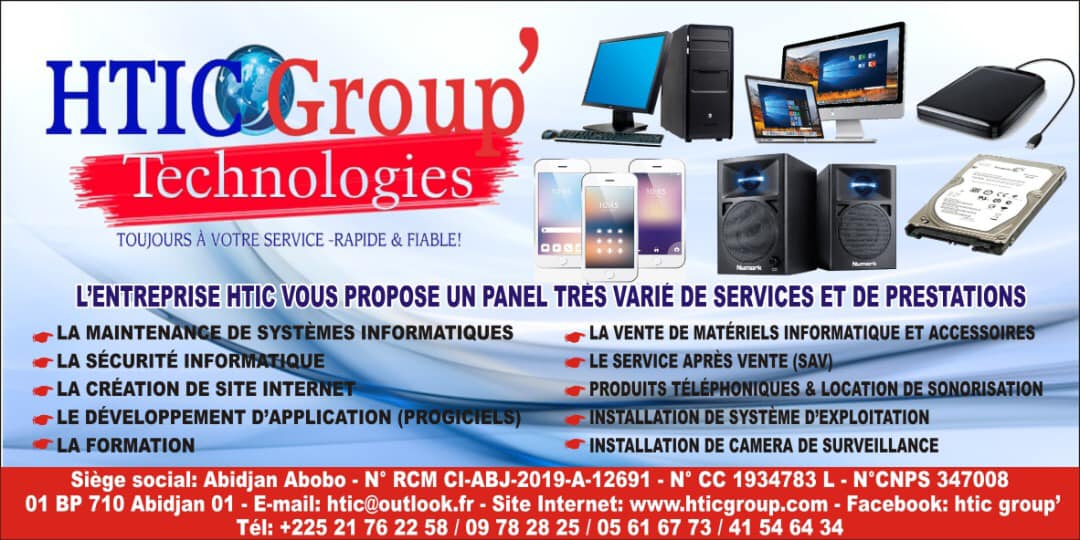 HTIC Group'
Technologies
TOUJOURS À VOTRE SERVICE -RAPIDE & FIABLE!
10:45
10:45
Numark
Numark
L'ENTREPRISE HTIC VOUS PROPOSE UN PANEL TRÈS VARIÉ DE SERVICES ET DE PRESTATIONS
LA MAINTENANCE DE SYSTÈMES INFORMATIQUES
LA SÉCURITÉ INFORMATIQUE
LA CRÉATION DE SITE INTERNET
LE DÉVELOPPEMENT D'APPLICATION (PROGICIELS)
LA FORMATION
LA VENTE DE MATÉRIELS INFORMATIQUE ET ACCESSOIRES
LE SERVICE APRÈS VENTE (SAV)
PRODUITS TÉLÉPHONIQUES & LOCATION DE SONORISATION
INSTALLATION DE SYSTÈME D'EXPLOITATION
INSTALLATION DE CAMERA DE SURVEILLANCE
Siège social: Abidjan Abobo - N° RCM CI-ABJ-2019-A-12691 - N° CC 1934783 L - N°CNPS 347008
01 BP 710 Abidjan 01 - E-mail: htic@outlook.fr - Site Internet: www.hticgroup.com - Facebook: htic group'
Tél: +225 21 76 22 58 / 09 78 28 25 / 05 61 67 73 / 41 54 64 34